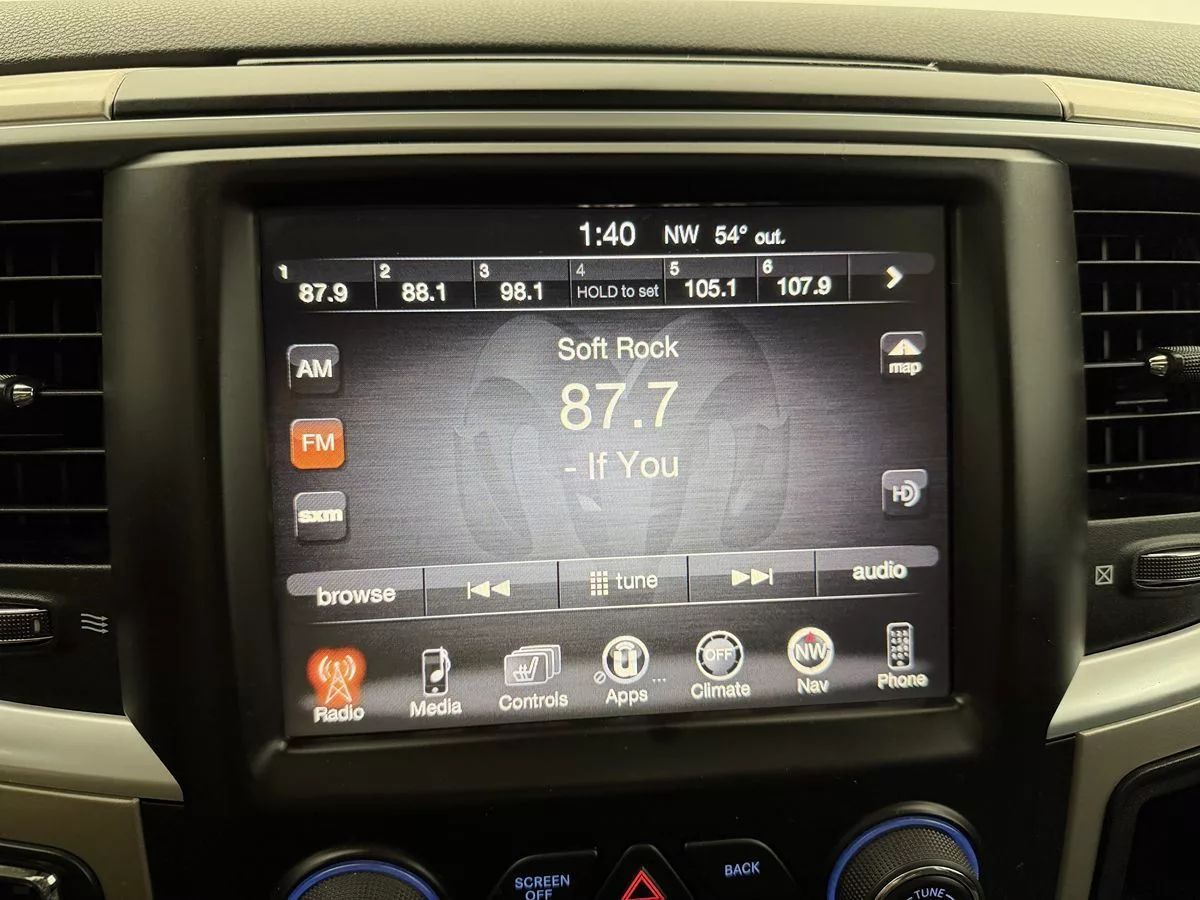 1:40 NW 54° out.
1 2 3 4 5 6
87.9 88.1 98.1 HOLD to set 105.1 107.9
Soft Rock
AM
map
87.7
FM
- If You
HD
sxm
browse tune audio
OFF NW
Radio Media Controls Apps ... Climate Nav Phone
SCREEN OFF
BACK
TUNE